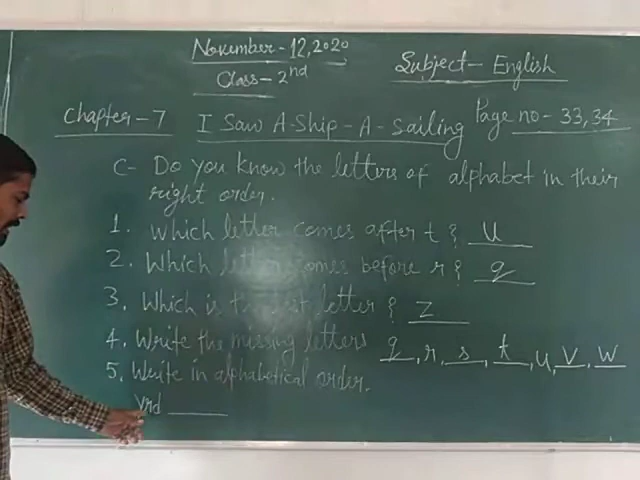 November - 12, 2020
Class - 2nd
Subject - English
Chapter - 7 I Saw A-Ship-A-Sailing Page no - 33,34
C- Do you know the letters of alphabet in their
right order.
1. Which letter comes after t ? u
2. Which letter comes before r ? q
3. Which is the last letter ? z
4. Write the missing letters q, r, s, t, u, v, w
5. Write in alphabetical order.
yrd ____